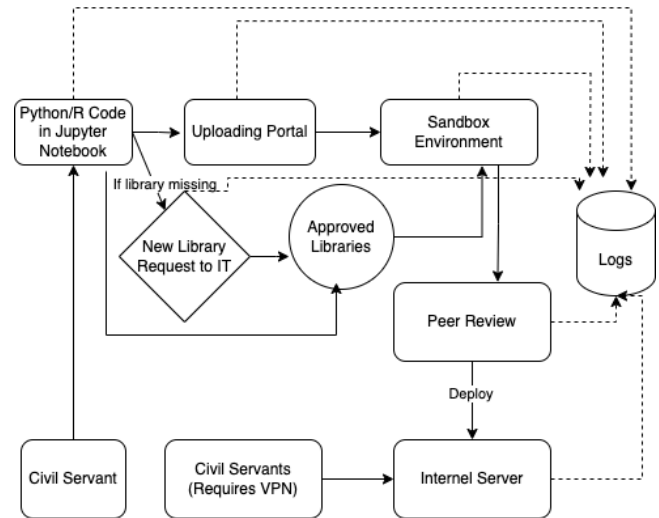 Python/R Code
in Jupyter
Notebook
Uploading Portal
Sandbox
Environment
If library missing
New Library
Request to IT
Approved
Libraries
Logs
Peer Review
Deploy
Civil Servant
Civil Servants
(Requires VPN)
Internel Server